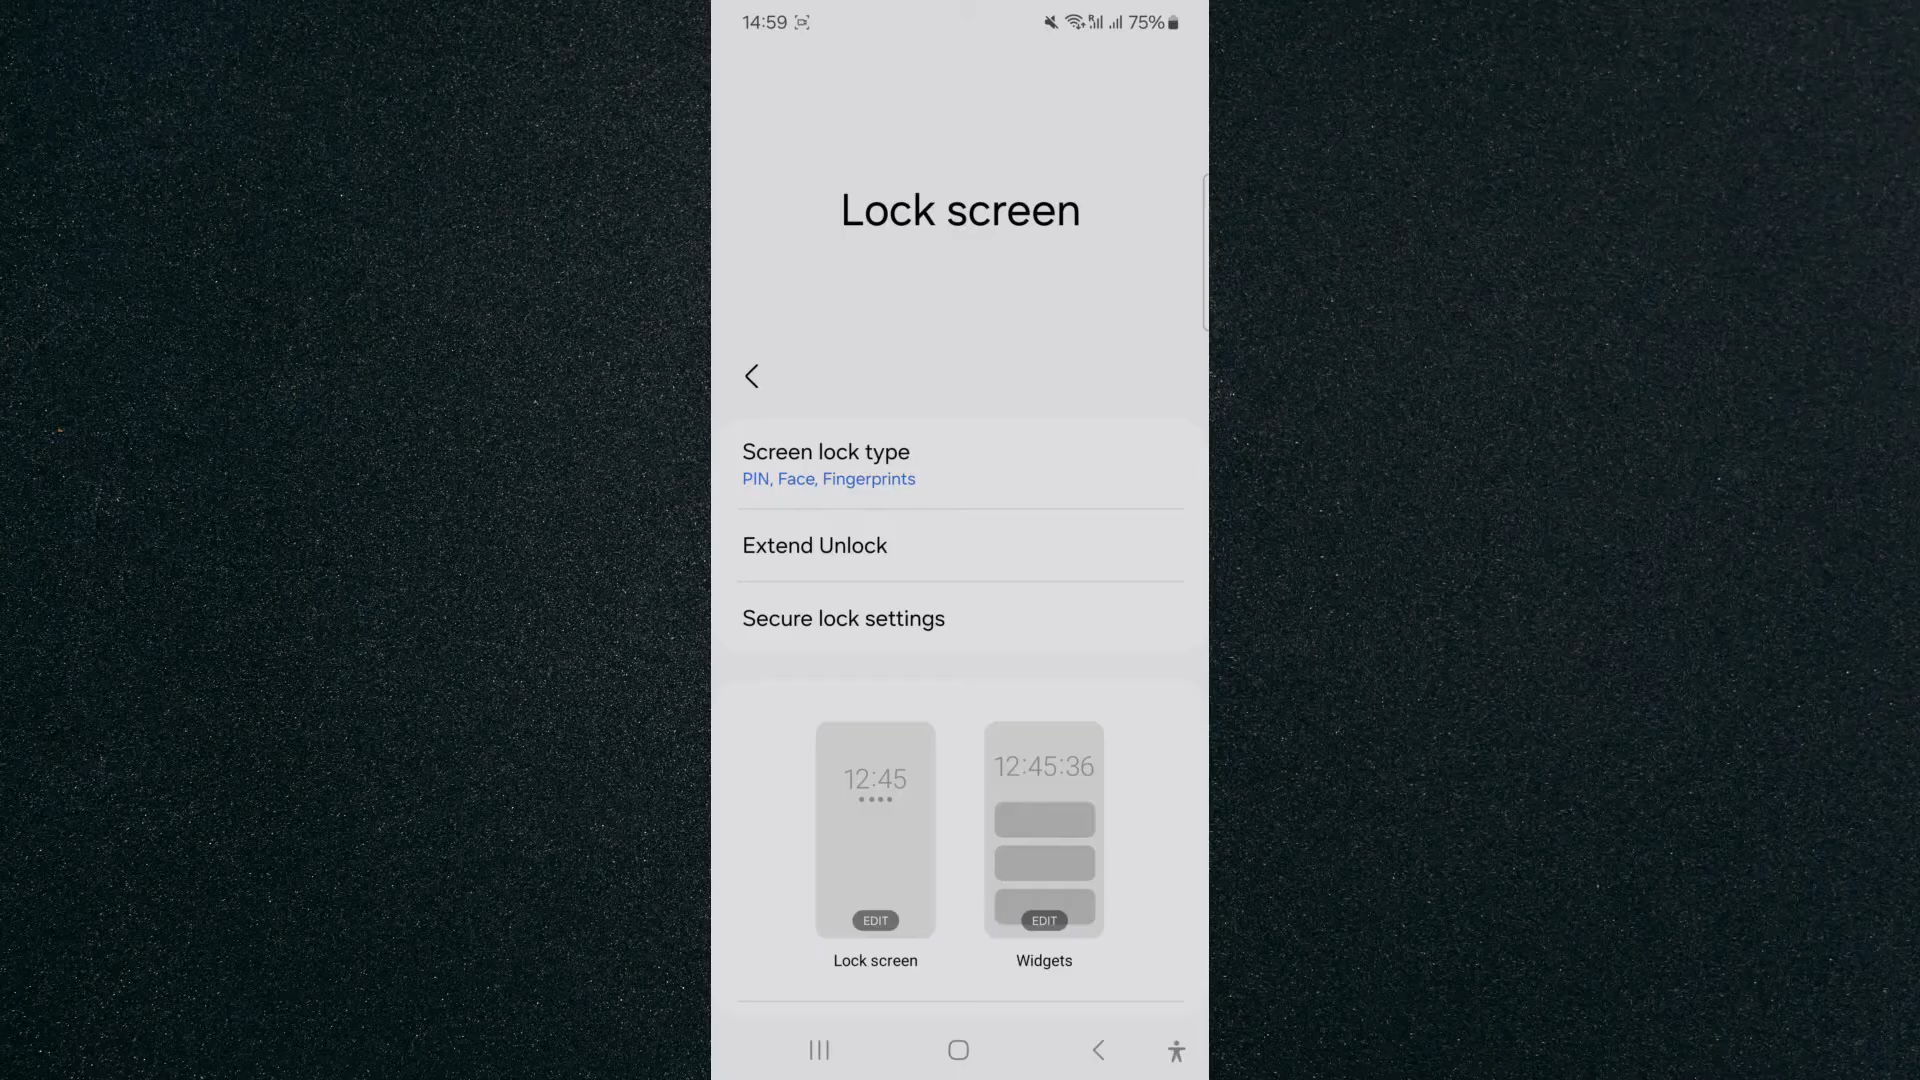 14:59
75%
Lock screen
Screen lock type
PIN, Face, Fingerprints
Extend Unlock
Secure lock settings
12:45
12:45:36
EDIT
EDIT
Lock screen
Widgets